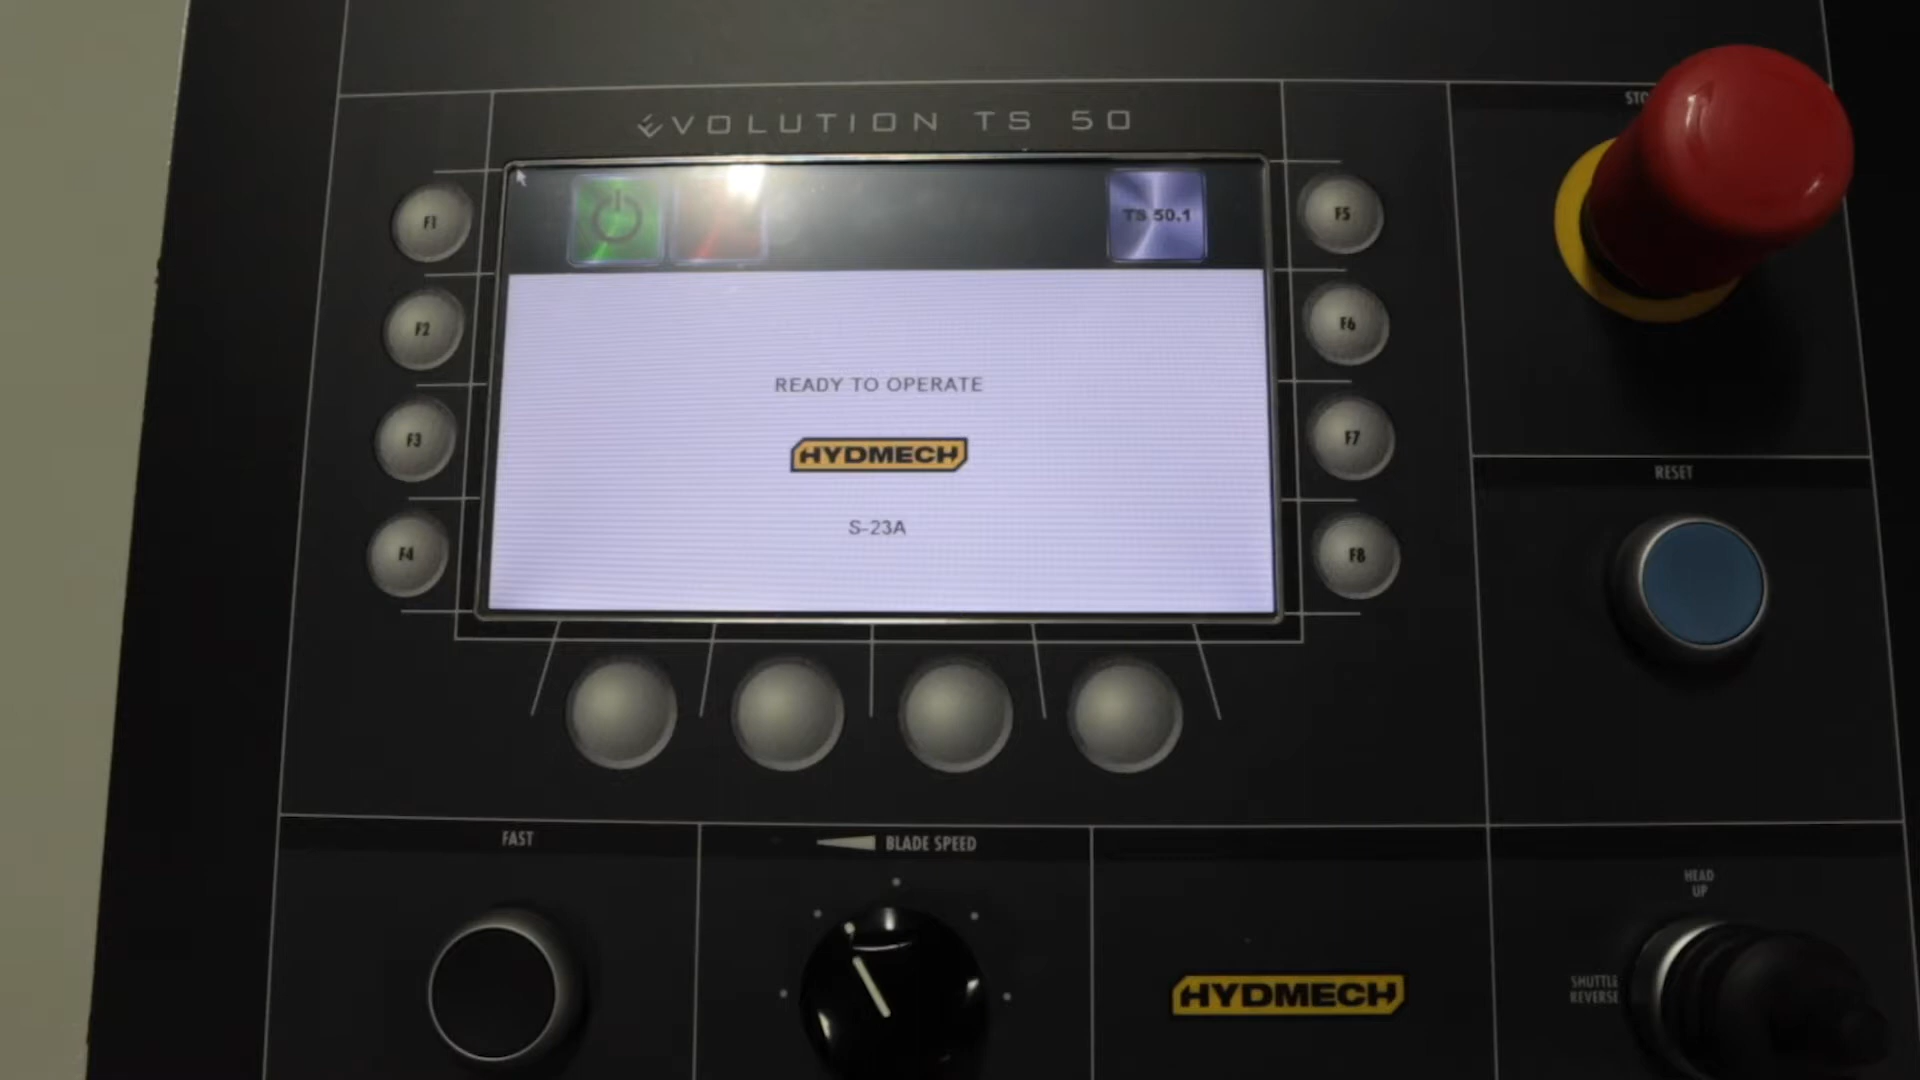 EVOLUTION TS 50
TS 50.1
READY TO OPERATE
HYDMECH
S-23A
F1
F2
F3
F4
F5
F6
F7
F8
RESET
FAST
BLADE SPEED
HYDMECH
HEAD
UP
SHUTTLE
REVERSE